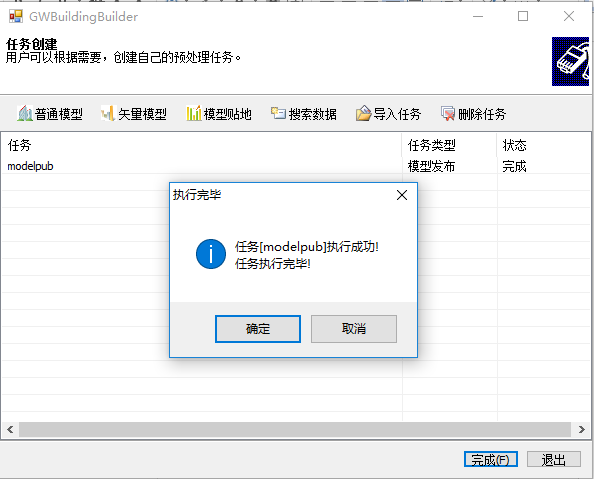 GWBuildingBuilder
任务创建
用户可以根据需要，创建自己的预处理任务。
普通模型 矢量模型 模型贴地 搜索数据 导入任务 删除任务
任务 任务类型 状态
modelpub 模型发布 完成
执行完毕
任务[modelpub]执行成功!
任务执行完毕!
确定 取消
完成(F) 退出